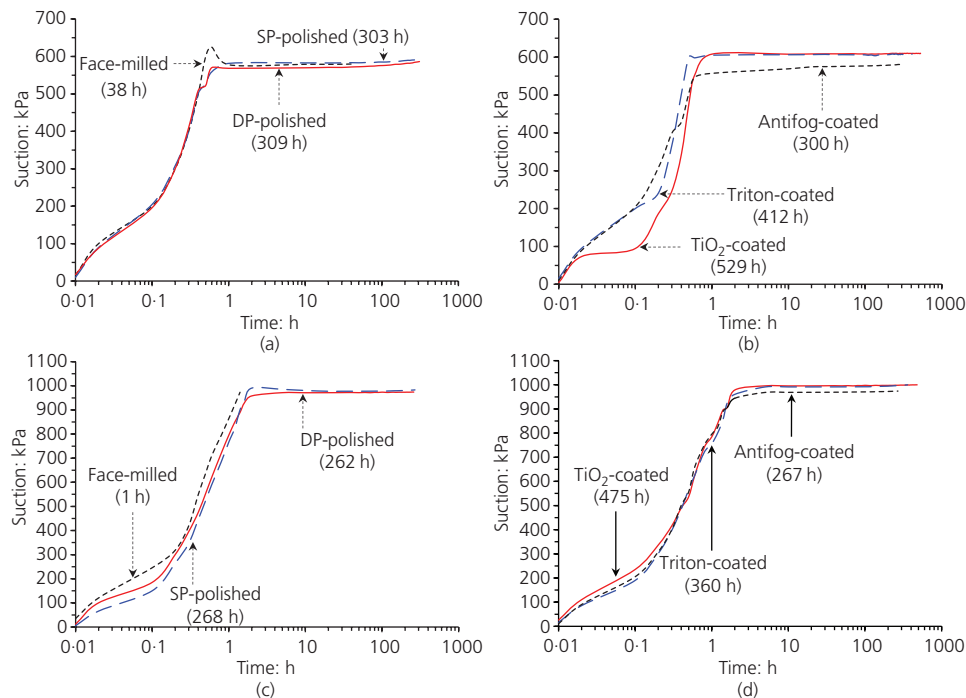 700
600
500
400
300
200
100
0
Suction: kPa
Face-milled
(38 h)
SP-polished (303 h)
DP-polished
(309 h)
0·01
0·1
1
10
100
1000
Time: h
(a)
700
600
500
400
300
200
100
0
Suction: kPa
Antifog-coated
(300 h)
Triton-coated
(412 h)
TiO₂-coated
(529 h)
0·01
0·1
1
10
100
1000
Time: h
(b)
1100
1000
900
800
700
600
500
400
300
200
100
0
Suction: kPa
Face-milled
(1 h)
DP-polished
(262 h)
SP-polished
(268 h)
0·01
0·1
1
10
100
1000
Time: h
(c)
1100
1000
900
800
700
600
500
400
300
200
100
0
Suction: kPa
TiO₂-coated
(475 h)
Antifog-coated
(267 h)
Triton-coated
(360 h)
0·01
0·1
1
10
100
1000
Time: h
(d)